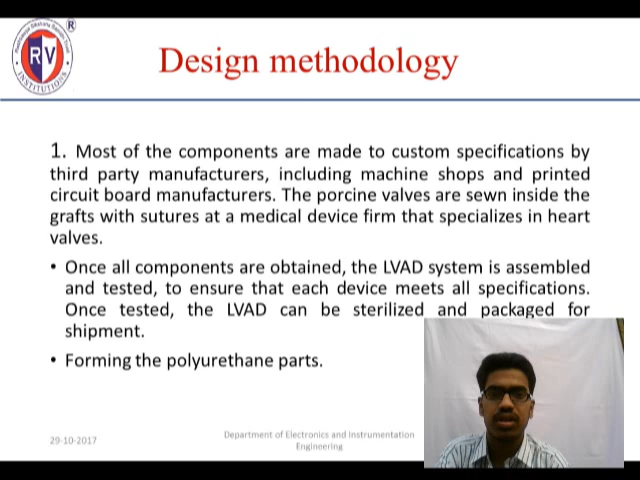 RV
INSTITUTIONS
®
Design methodology
1. Most of the components are made to custom specifications by
third party manufacturers, including machine shops and printed
circuit board manufacturers. The porcine valves are sewn inside the
grafts with sutures at a medical device firm that specializes in heart
valves.
• Once all components are obtained, the LVAD system is assembled
and tested, to ensure that each device meets all specifications.
Once tested, the LVAD can be sterilized and packaged for
shipment.
• Forming the polyurethane parts.
29-10-2017
Department of Electronics and Instrumentation
Engineering